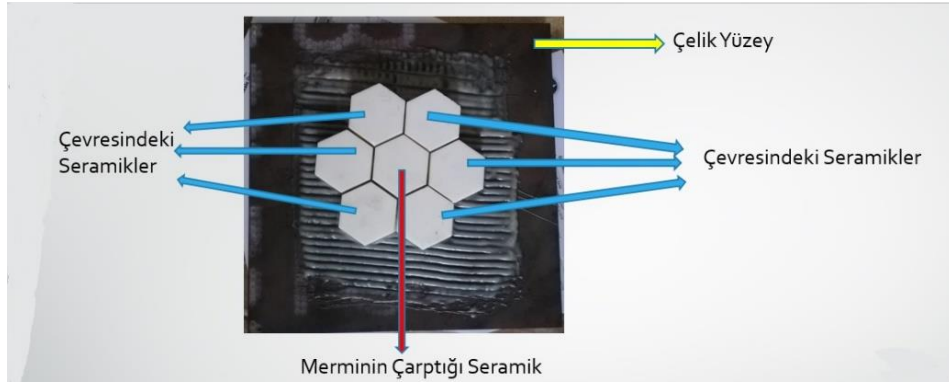 Çelik Yüzey
Çevresindeki
Seramikler
Çevresindeki Seramikler
Merminin Çarptığı Seramik